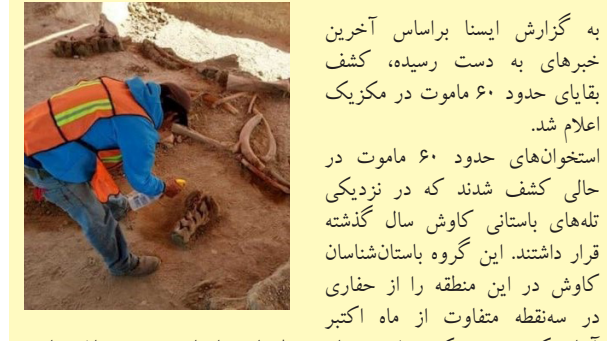 به گزارش ایسنا براساس آخرین
خبرهای به دست رسیده، کشف
بقایای حدود ۶۰ ماموت در مکزیک
اعلام شد.
استخوان‌های حدود ۶۰ ماموت در
حالی کشف شدند که در نزدیکی
تله‌های باستانی کاوش سال گذشته
قرار داشتند. این گروه باستان‌شناسان
کاوش در این منطقه را از حفاری
در سه‌نقطه متفاوت از ماه اکتبر